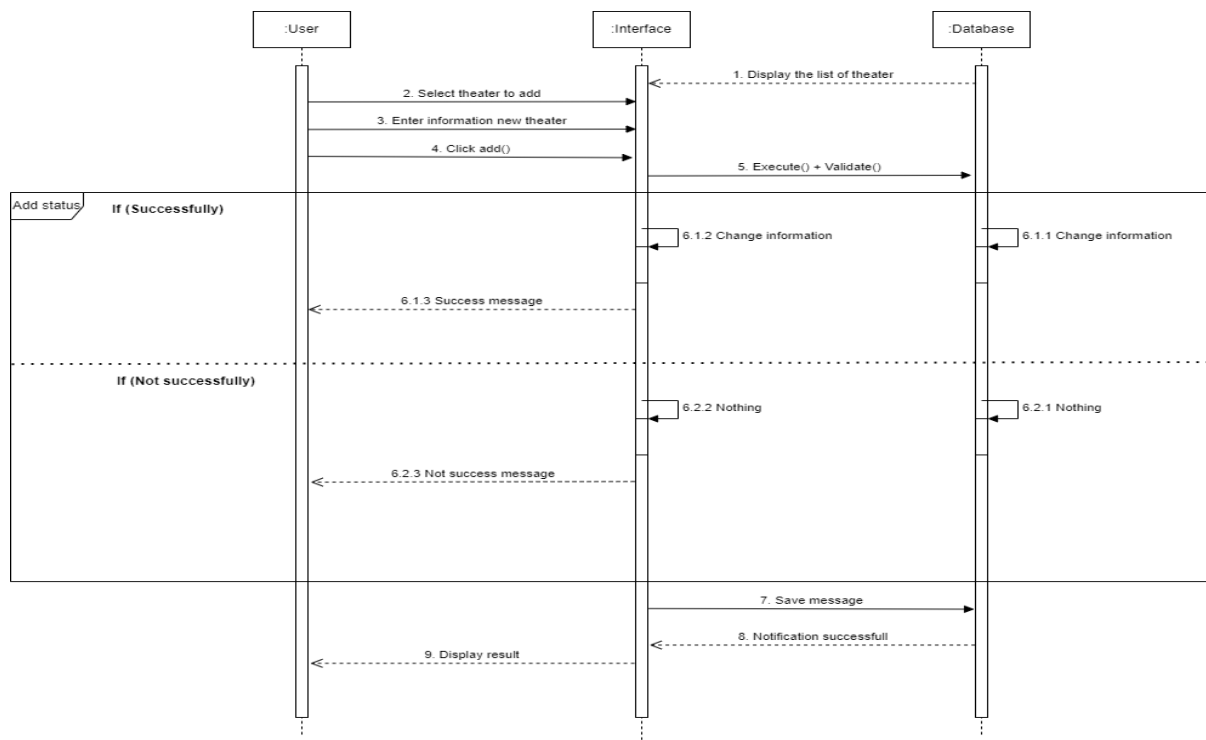 :User
:Interface
:Database
1. Display the list of theater
2. Select theater to add
3. Enter information new theater
4. Click add()
5. Execute() + Validate()
Add status
If (Successfully)
6.1.2 Change information
6.1.1 Change information
6.1.3 Success message
If (Not successfully)
6.2.2 Nothing
6.2.1 Nothing
6.2.3 Not success message
7. Save message
8. Notification successfull
9. Display result